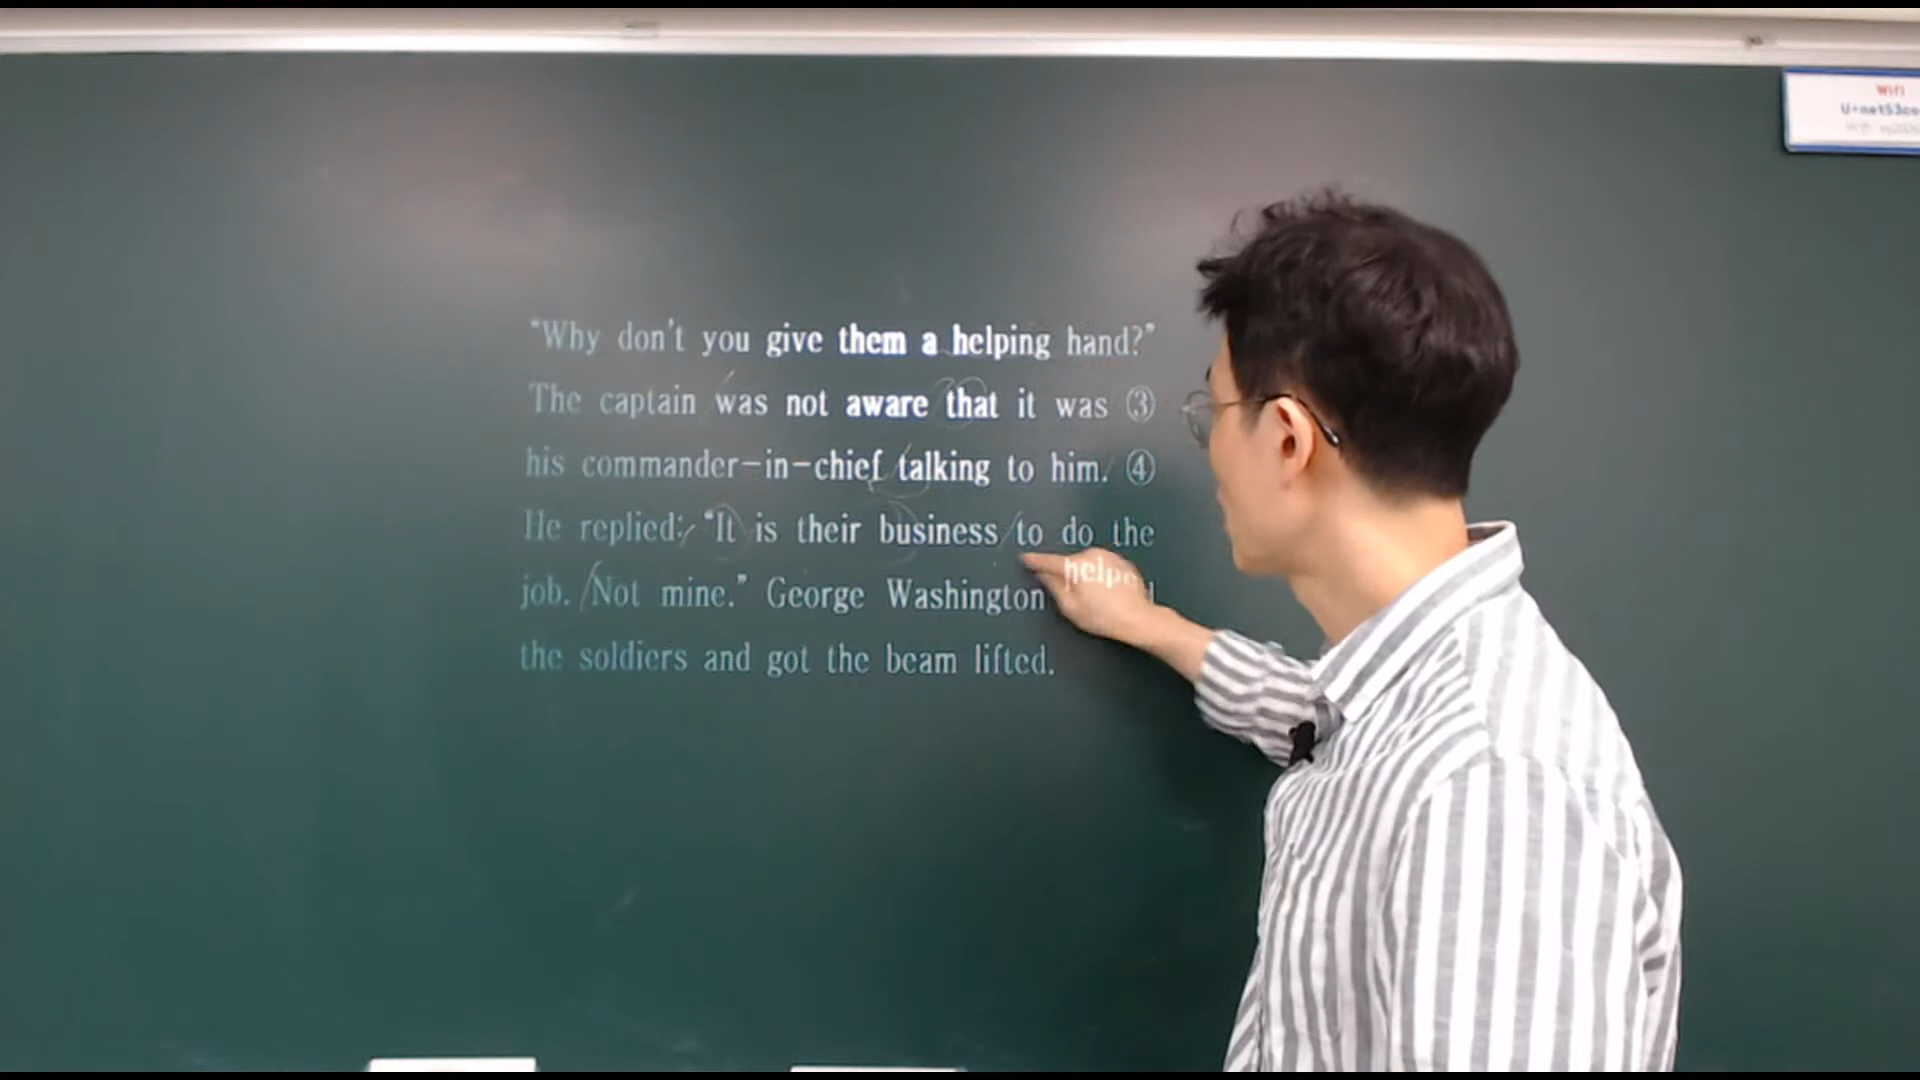 “Why don't you give them a helping hand?”
The captain was not aware that it was ③
his commander-in-chief talking to him. ④
He replied: “It is their business to do the
job. Not mine.” George Washington helped
the soldiers and got the beam lifted.
Wifi